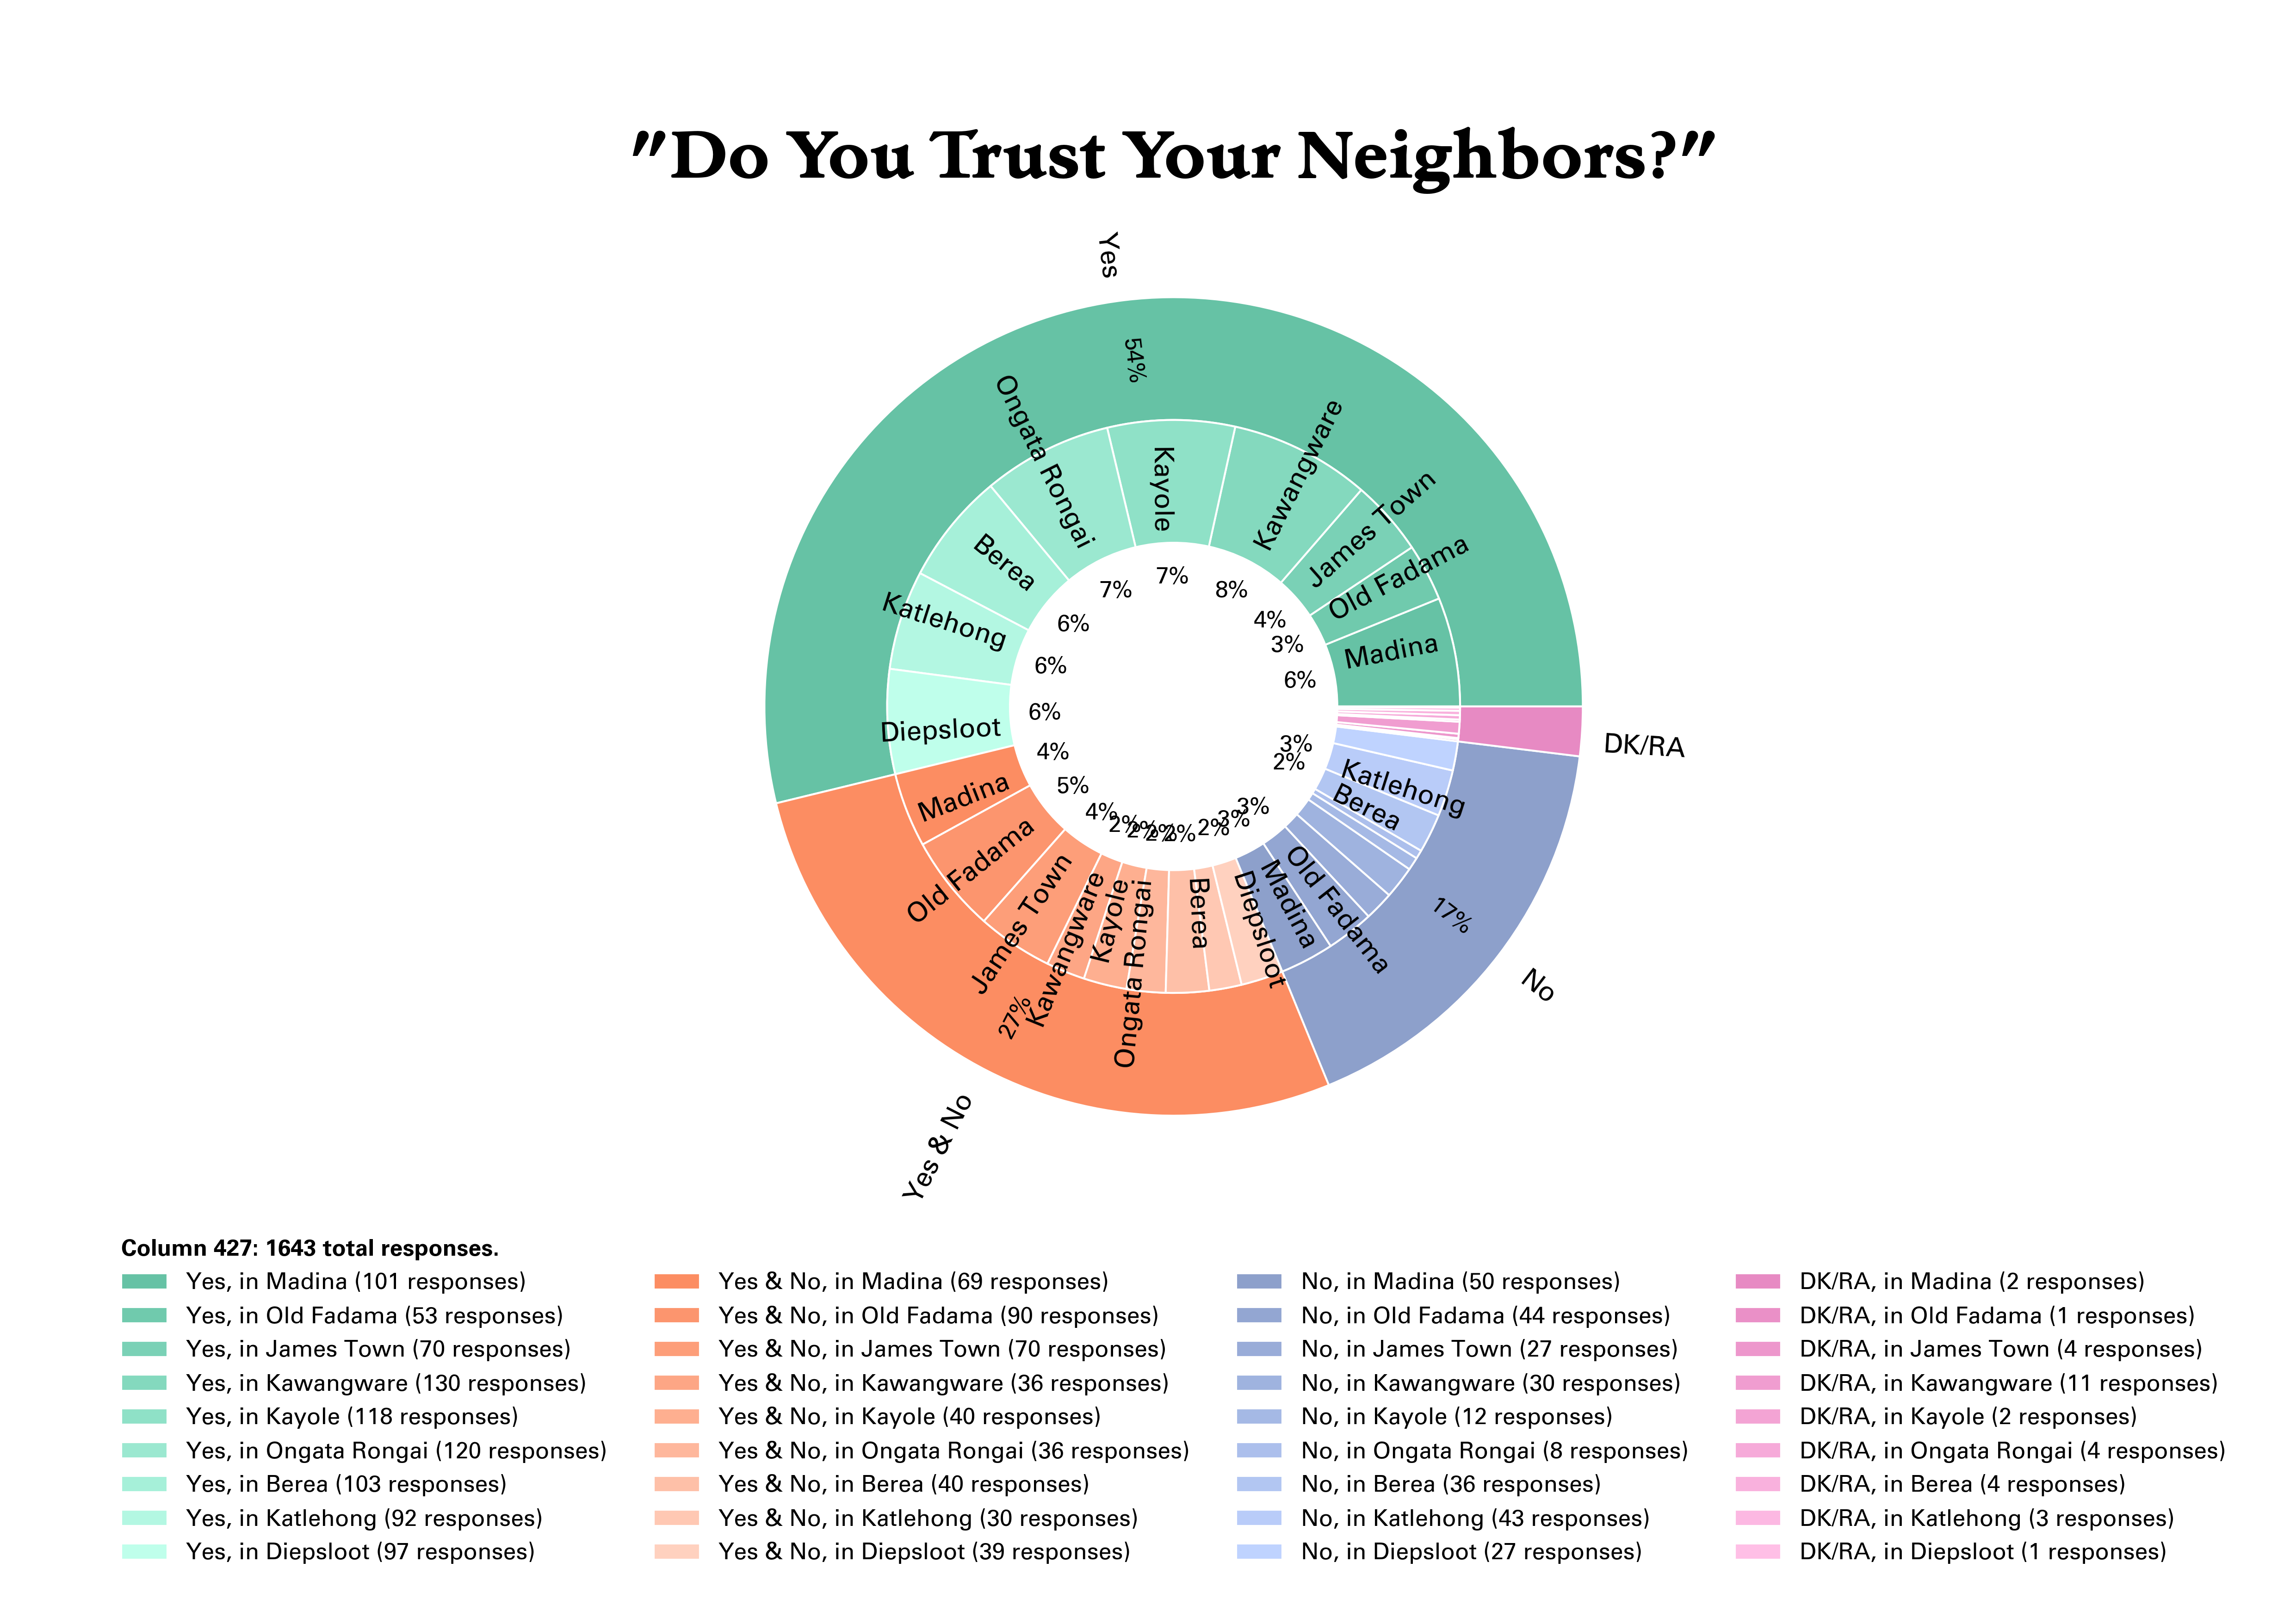 "Do You Trust Your Neighbors?"
Yes
54%
Ongata Rongai
Kayole
Kawangware
James Town
Old Fadama
Madina
Berea
Katlehong
Diepsloot
7%
7%
8%
4%
3%
6%
6%
6%
6%
4%
5%
4%
2%
2%
2%
2%
2%
3%
3%
2%
3%
DK/RA
Madina
Old Fadama
James Town
Kawangware
Kayole
Ongata Rongai
Berea
Diepsloot
Madina
Old Fadama
Berea
Katlehong
17%
No
27%
Yes & No
Column 427: 1643 total responses.
Yes, in Madina (101 responses)
Yes, in Old Fadama (53 responses)
Yes, in James Town (70 responses)
Yes, in Kawangware (130 responses)
Yes, in Kayole (118 responses)
Yes, in Ongata Rongai (120 responses)
Yes, in Berea (103 responses)
Yes, in Katlehong (92 responses)
Yes, in Diepsloot (97 responses)
Yes & No, in Madina (69 responses)
Yes & No, in Old Fadama (90 responses)
Yes & No, in James Town (70 responses)
Yes & No, in Kawangware (36 responses)
Yes & No, in Kayole (40 responses)
Yes & No, in Ongata Rongai (36 responses)
Yes & No, in Berea (40 responses)
Yes & No, in Katlehong (30 responses)
Yes & No, in Diepsloot (39 responses)
No, in Madina (50 responses)
No, in Old Fadama (44 responses)
No, in James Town (27 responses)
No, in Kawangware (30 responses)
No, in Kayole (12 responses)
No, in Ongata Rongai (8 responses)
No, in Berea (36 responses)
No, in Katlehong (43 responses)
No, in Diepsloot (27 responses)
DK/RA, in Madina (2 responses)
DK/RA, in Old Fadama (1 responses)
DK/RA, in James Town (4 responses)
DK/RA, in Kawangware (11 responses)
DK/RA, in Kayole (2 responses)
DK/RA, in Ongata Rongai (4 responses)
DK/RA, in Berea (4 responses)
DK/RA, in Katlehong (3 responses)
DK/RA, in Diepsloot (1 responses)